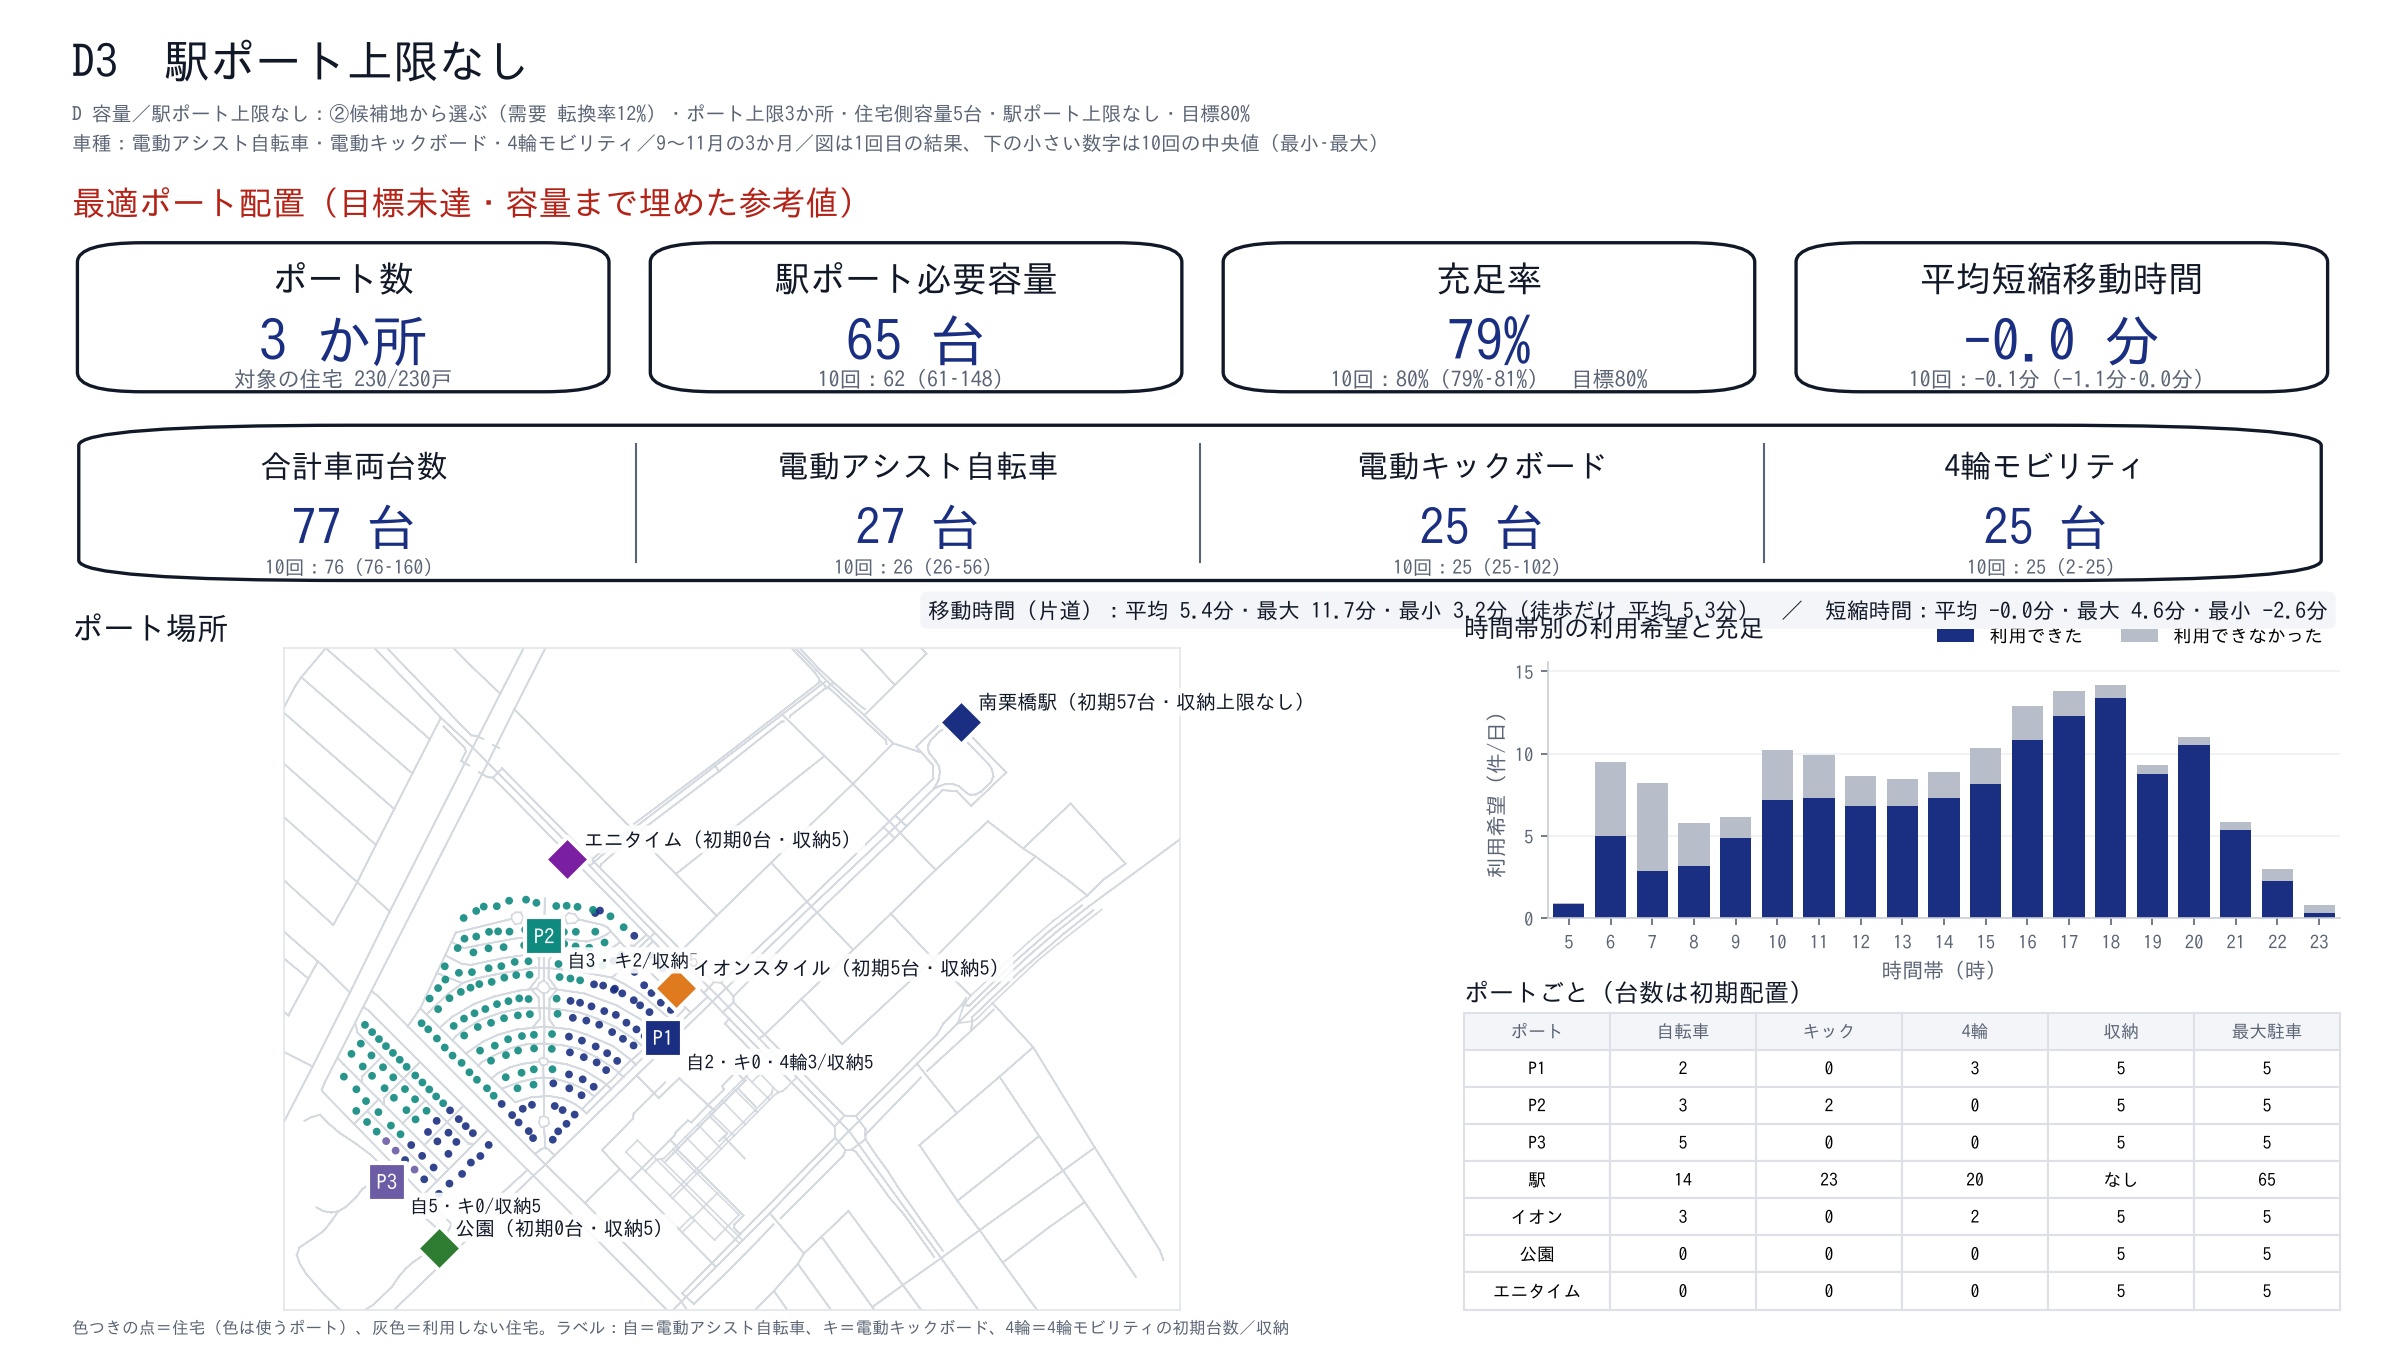 D3　駅ポート上限なし
D 容量／駅ポート上限なし：②候補地から選ぶ（需要 転換率12%）・ポート上限3か所・住宅側容量5台・駅ポート上限なし・目標80%
車種：電動アシスト自転車・電動キックボード・4輪モビリティ／9〜11月の3か月／図は1回目の結果、下の小さい数字は10回の中央値（最小-最大）
最適ポート配置（目標未達・容量まで埋めた参考値）
ポート数
3 か所
対象の住宅 230/230戸
駅ポート必要容量
65 台
10回：62（61-148）
充足率
79%
10回：80%（79%-81%）　目標80%
平均短縮移動時間
-0.0 分
10回：-0.1分（-1.1分-0.0分）
合計車両台数
77 台
10回：76（76-160）
電動アシスト自転車
27 台
10回：26（26-56）
電動キックボード
25 台
10回：25（25-102）
4輪モビリティ
25 台
10回：25（2-25）
移動時間（片道）：平均 5.4分・最大 11.7分・最小 3.2分（徒歩だけ 平均 5.3分）　／　短縮時間：平均 -0.0分・最大 4.6分・最小 -2.6分
ポート場所
南栗橋駅（初期57台・収納上限なし）
エニタイム（初期0台・収納5）
P2
自3・キ2/収納5
イオンスタイル（初期5台・収納5）
P1
自2・キ0・4輪3/収納5
P3
自5・キ0/収納5
公園（初期0台・収納5）
時間帯別の利用希望と充足
利用できた　利用できなかった
利用希望（件/日）
15
10
5
0
5 6 7 8 9 10 11 12 13 14 15 16 17 18 19 20 21 22 23
時間帯（時）
ポートごと（台数は初期配置）
ポート 自転車 キック 4輪 収納 最大駐車
P1 2 0 3 5 5
P2 3 2 0 5 5
P3 5 0 0 5 5
駅 14 23 20 なし 65
イオン 3 0 2 5 5
公園 0 0 0 5 5
エニタイム 0 0 0 5 5
色つきの点＝住宅（色は使うポート）、灰色＝利用しない住宅。ラベル：自＝電動アシスト自転車、キ＝電動キックボード、4輪＝4輪モビリティの初期台数／収納